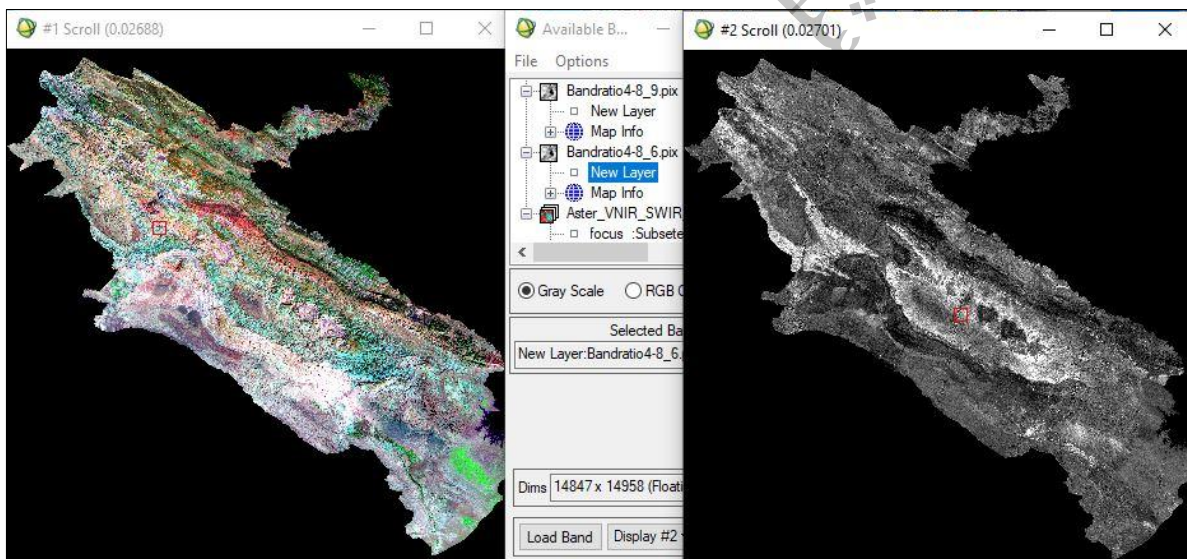 #1 Scroll (0.02688)
Available B...
File Options
Bandratio4-8_9.pix
New Layer
Map Info
Bandratio4-8_6.pix
New Layer
Map Info
Aster_VNIR_SWIR
focus :Subsete
Gray Scale RGB
Selected Ba
New Layer:Bandratio4-8_6.
Dims 14847 x 14958 (Floati
Load Band Display #2
#2 Scroll (0.02701)